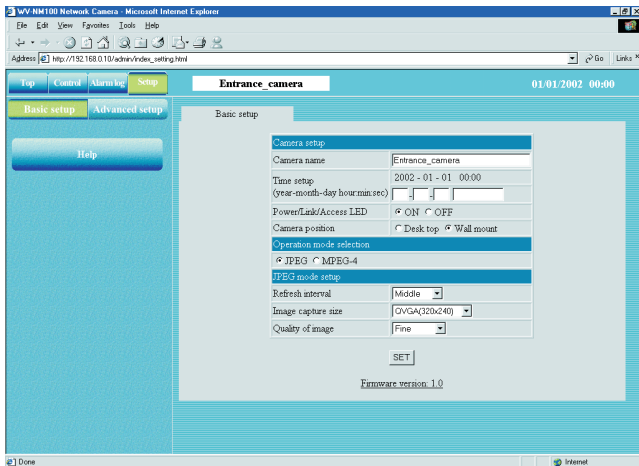 WV-NM100 Network Camera - Microsoft Internet Explorer
File Edit View Favorites Tools Help
Address http://192.168.0.10/admin/index_setting.html Go Links »
Top Control Alarm log Setup Entrance_camera 01/01/2002 00:00
Basic setup Advanced setup
Help
Basic setup
Camera setup
Camera name Entrance_camera
Time setup 2002 - 01 - 01 00:00
(year-month-day hour:min:sec) - -
Power/Link/Access LED ON OFF
Camera position Desk top Wall mount
Operation mode selection
JPEG MPEG-4
JPEG mode setup
Refresh interval Middle
Image capture size QVGA(320x240)
Quality of image Fine
SET
Firmware version: 1.0
Done Internet